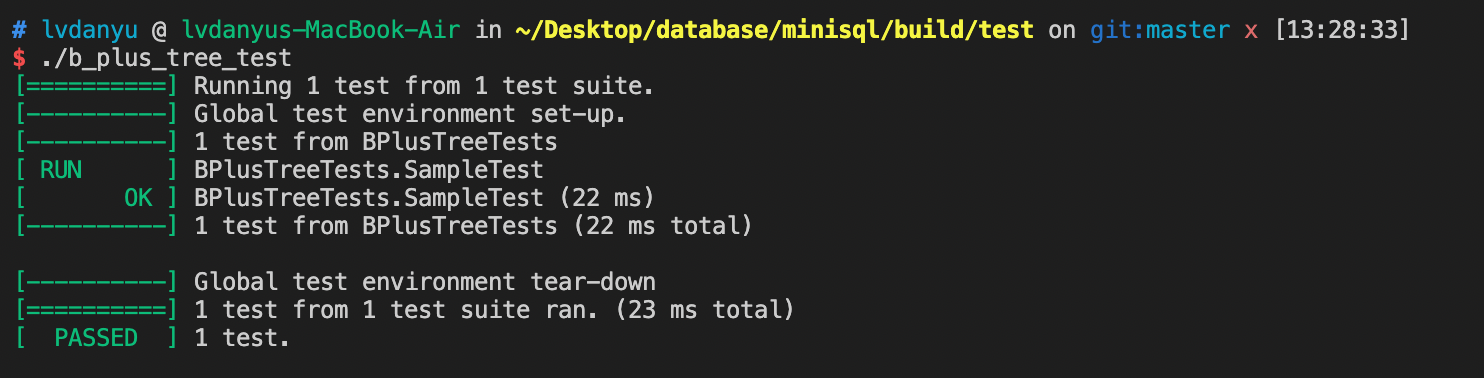 # lvdanyu @ lvdanyus-MacBook-Air in ~/Desktop/database/minisql/build/test on git:master x [13:28:33]
$ ./b_plus_tree_test
[==========] Running 1 test from 1 test suite.
[----------] Global test environment set-up.
[----------] 1 test from BPlusTreeTests
[ RUN      ] BPlusTreeTests.SampleTest
[       OK ] BPlusTreeTests.SampleTest (22 ms)
[----------] 1 test from BPlusTreeTests (22 ms total)

[----------] Global test environment tear-down
[==========] 1 test from 1 test suite ran. (23 ms total)
[  PASSED  ] 1 test.